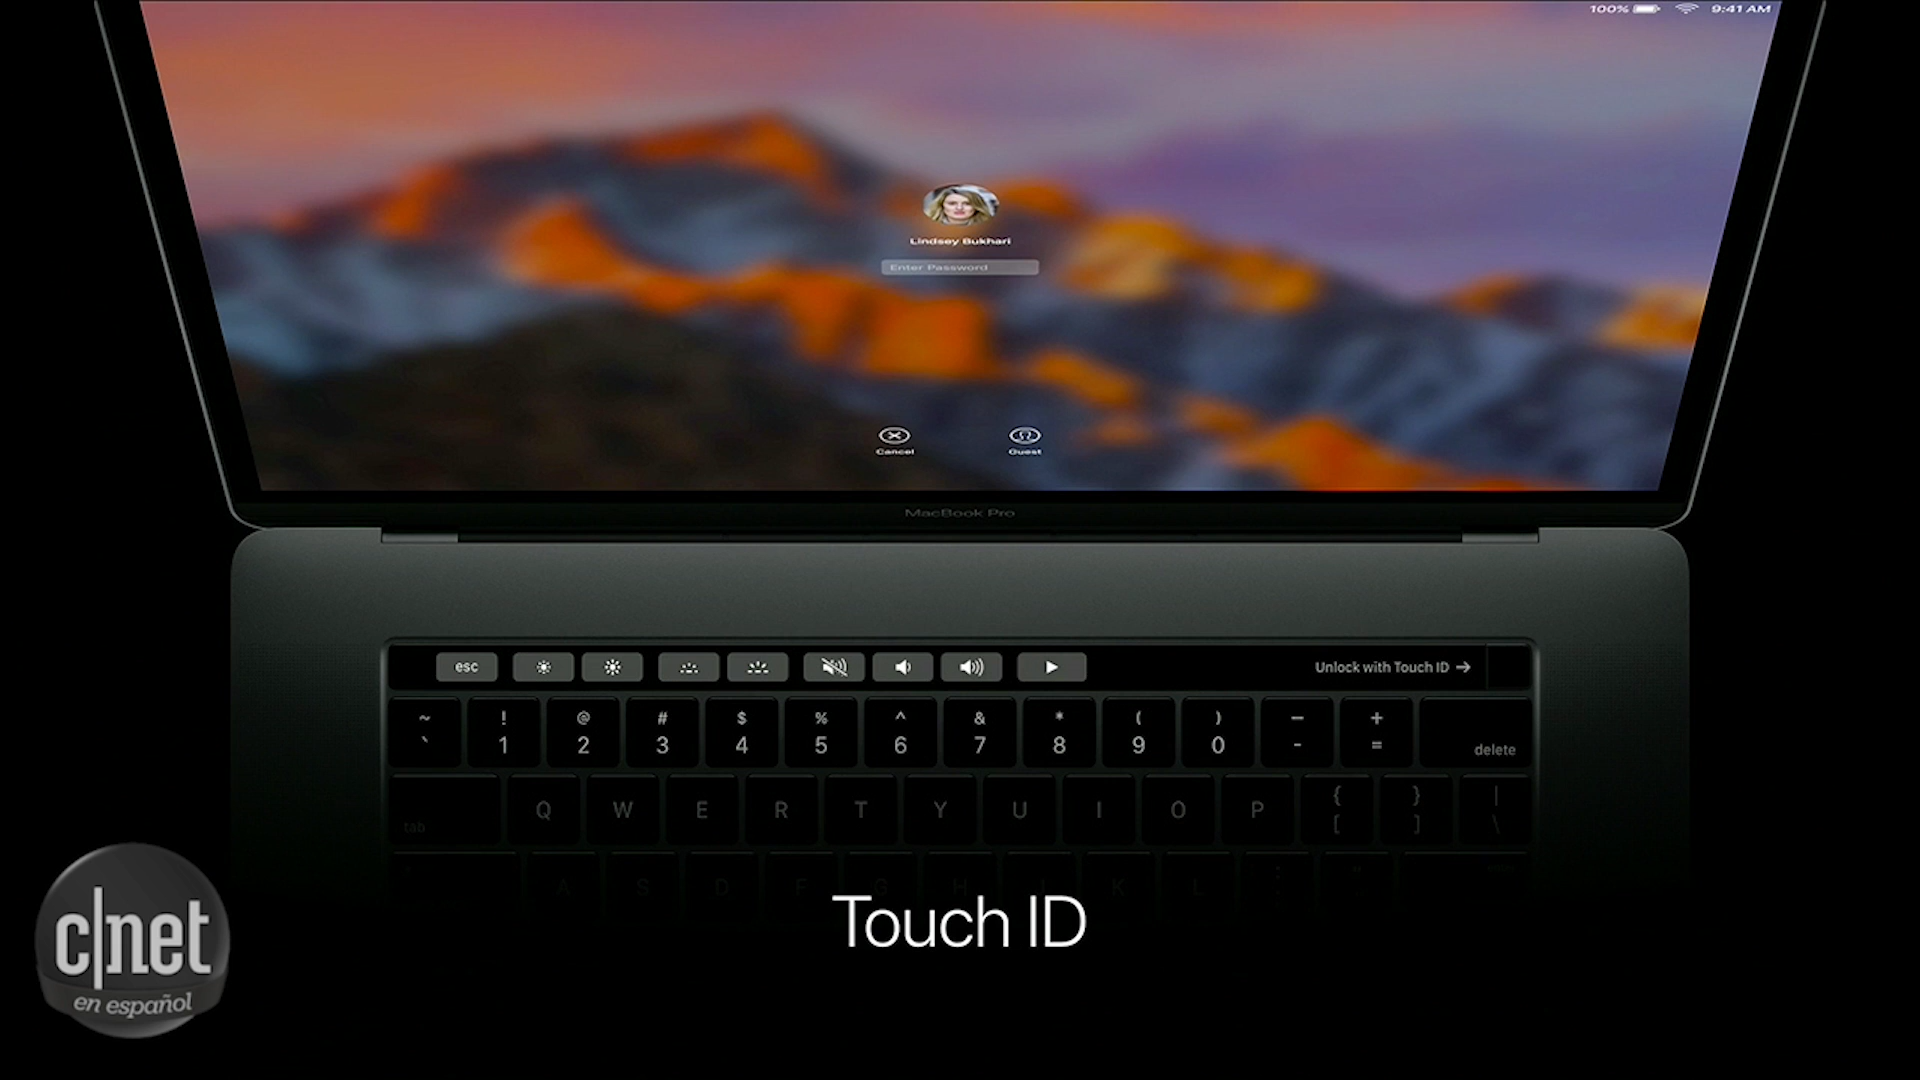 100% 9:41 AM
Lindsey Bukhari
Enter Password
Cancel Guest
MacBook Pro
esc Unlock with Touch ID →
~ ! @ # $ % ^ & * ( ) — +
` 1 2 3 4 5 6 7 8 9 0 - = delete
Q W E R T Y U I O P { } |
tab [ ] \
A S D F G H J K L : "
Touch ID
c|net
en español